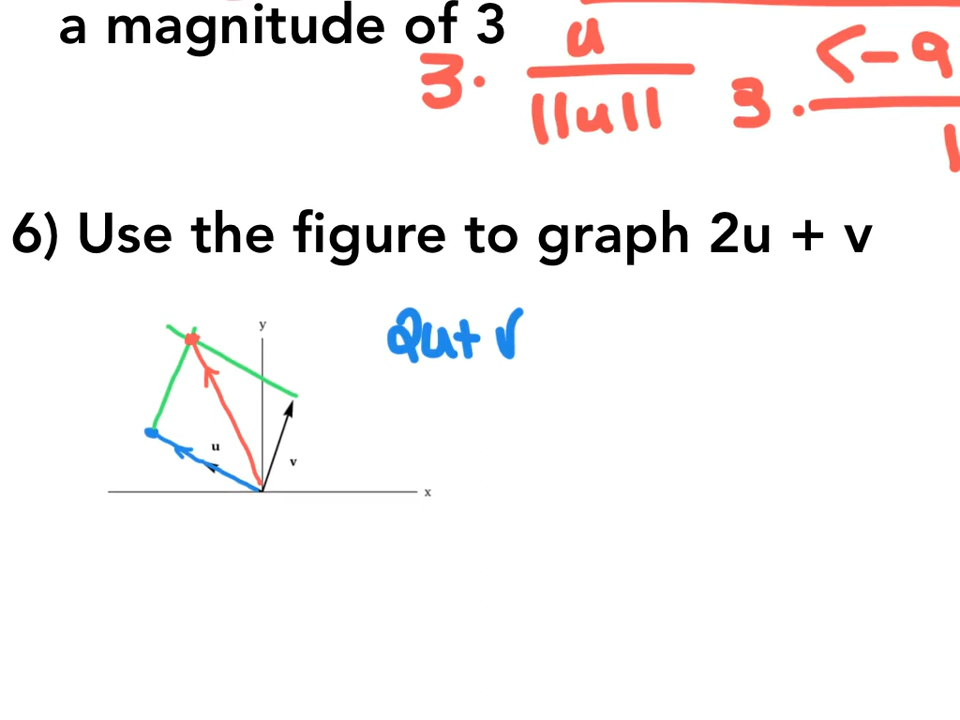 a magnitude of 3
3 · u / ||u|| 3 · <-9
6) Use the figure to graph 2u + v
2u + v
y
u
v
x